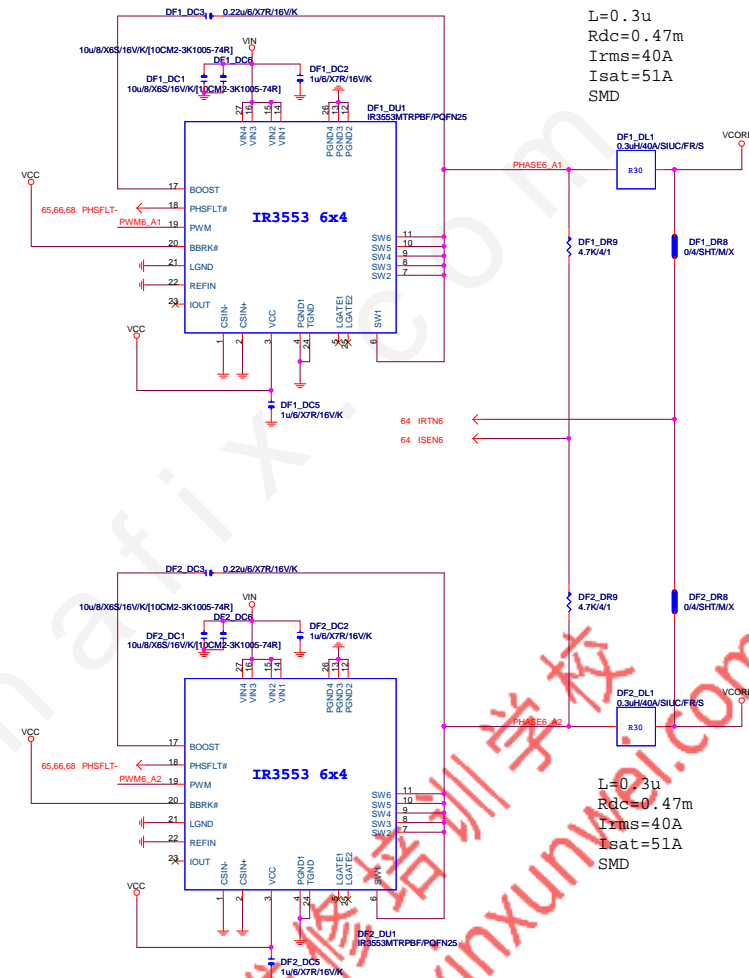 DF1_DC3 0.22u/6/X7R/16V/K
L=0.3u
Rdc=0.47m
Irms=40A
Isat=51A
SMD
VIN
10u/8/X6S/16V/K/[10CM2-3K1005-74R]
DF1_DC6
DF1_DC1
10u/8/X6S/16V/K/[10CM2-3K1005-74R]
DF1_DC2
1u/6/X7R/16V/K
DF1_DU1
IR3553MTRPBF/PQFN25
27 16 15 14 26 13 12
VIN4 VIN3 VIN2 VIN1 PGND4 PGND3 PGND2
VCORE
DF1_DL1
0.3uH/40A/SIUC/FR/S
R30
PHASE6_A1
VCC
17 BOOST
65,66,68 PHSFLT- 18 PHSFLT#
PWM6_A1 19 PWM
20 BBRK#
21 LGND
22 REFIN
23 IOUT
IR3553 6x4
SW6 11
SW5 10
SW4 9
SW3 8
SW2 7
DF1_DR9
4.7K/4/1
DF1_DR8
0/4/SHT/M/X
CSIN- CSIN+ VCC PGND1 TGND LGATE1 LGATE2 SW1
1 2 3 4 24 5 25 6
VCC
DF1_DC5
1u/6/X7R/16V/K
64 IRTN6
64 ISEN6
DF2_DC3 0.22u/6/X7R/16V/K
VIN
10u/8/X6S/16V/K/[10CM2-3K1005-74R]
DF2_DC6
DF2_DC1
10u/8/X6S/16V/K/[10CM2-3K1005-74R]
DF2_DC2
1u/6/X7R/16V/K
DF2_DR9
4.7K/4/1
DF2_DR8
0/4/SHT/M/X
27 16 15 14 26 13 12
VIN4 VIN3 VIN2 VIN1 PGND4 PGND3 PGND2
VCORE
DF2_DL1
0.3uH/40A/SIUC/FR/S
R30
PHASE6_A2
VCC
17 BOOST
65,66,68 PHSFLT- 18 PHSFLT#
PWM6_A2 19 PWM
20 BBRK#
21 LGND
22 REFIN
23 IOUT
IR3553 6x4
SW6 11
SW5 10
SW4 9
SW3 8
SW2 7
L=0.3u
Rdc=0.47m
Irms=40A
Isat=51A
SMD
CSIN- CSIN+ VCC PGND1 TGND LGATE1 LGATE2 SW1
1 2 3 4 24 5 25 6
VCC
DF2_DU1
IR3553MTRPBF/PQFN25
DF2_DC5
1u/6/X7R/16V/K
修培训学校
inxunwei.com
nafix.com